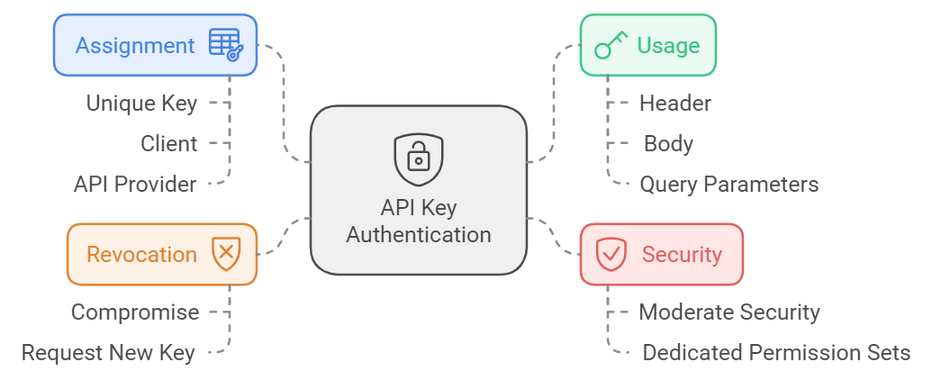 Assignment
Unique Key
Client
API Provider
Revocation
Compromise
Request New Key
API Key
Authentication
Usage
Header
Body
Query Parameters
Security
Moderate Security
Dedicated Permission Sets